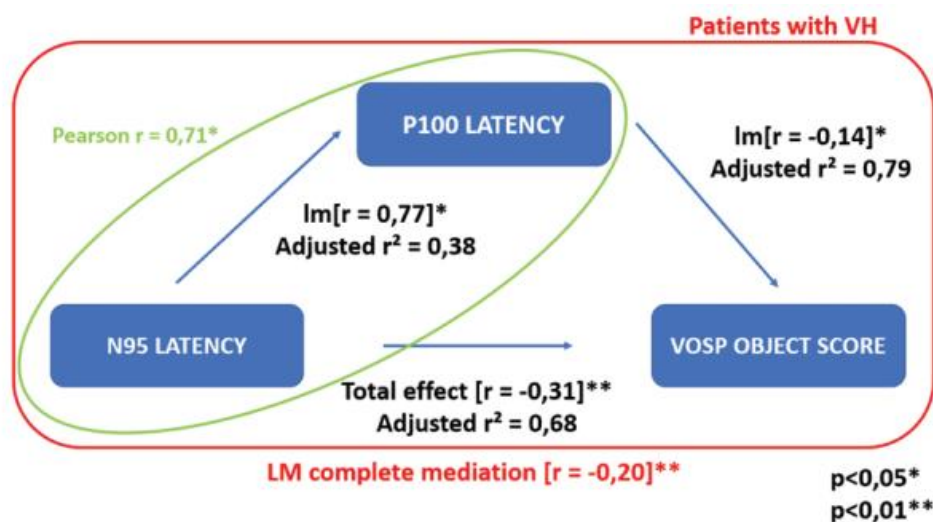 Patients with VH
P100 LATENCY
Pearson r = 0,71*
lm[r = -0,14]*
Adjusted r² = 0,79
lm[r = 0,77]*
Adjusted r² = 0,38
N95 LATENCY
VOSP OBJECT SCORE
Total effect [r = -0,31]**
Adjusted r² = 0,68
LM complete mediation [r = -0,20]**
p<0,05*
p<0,01**